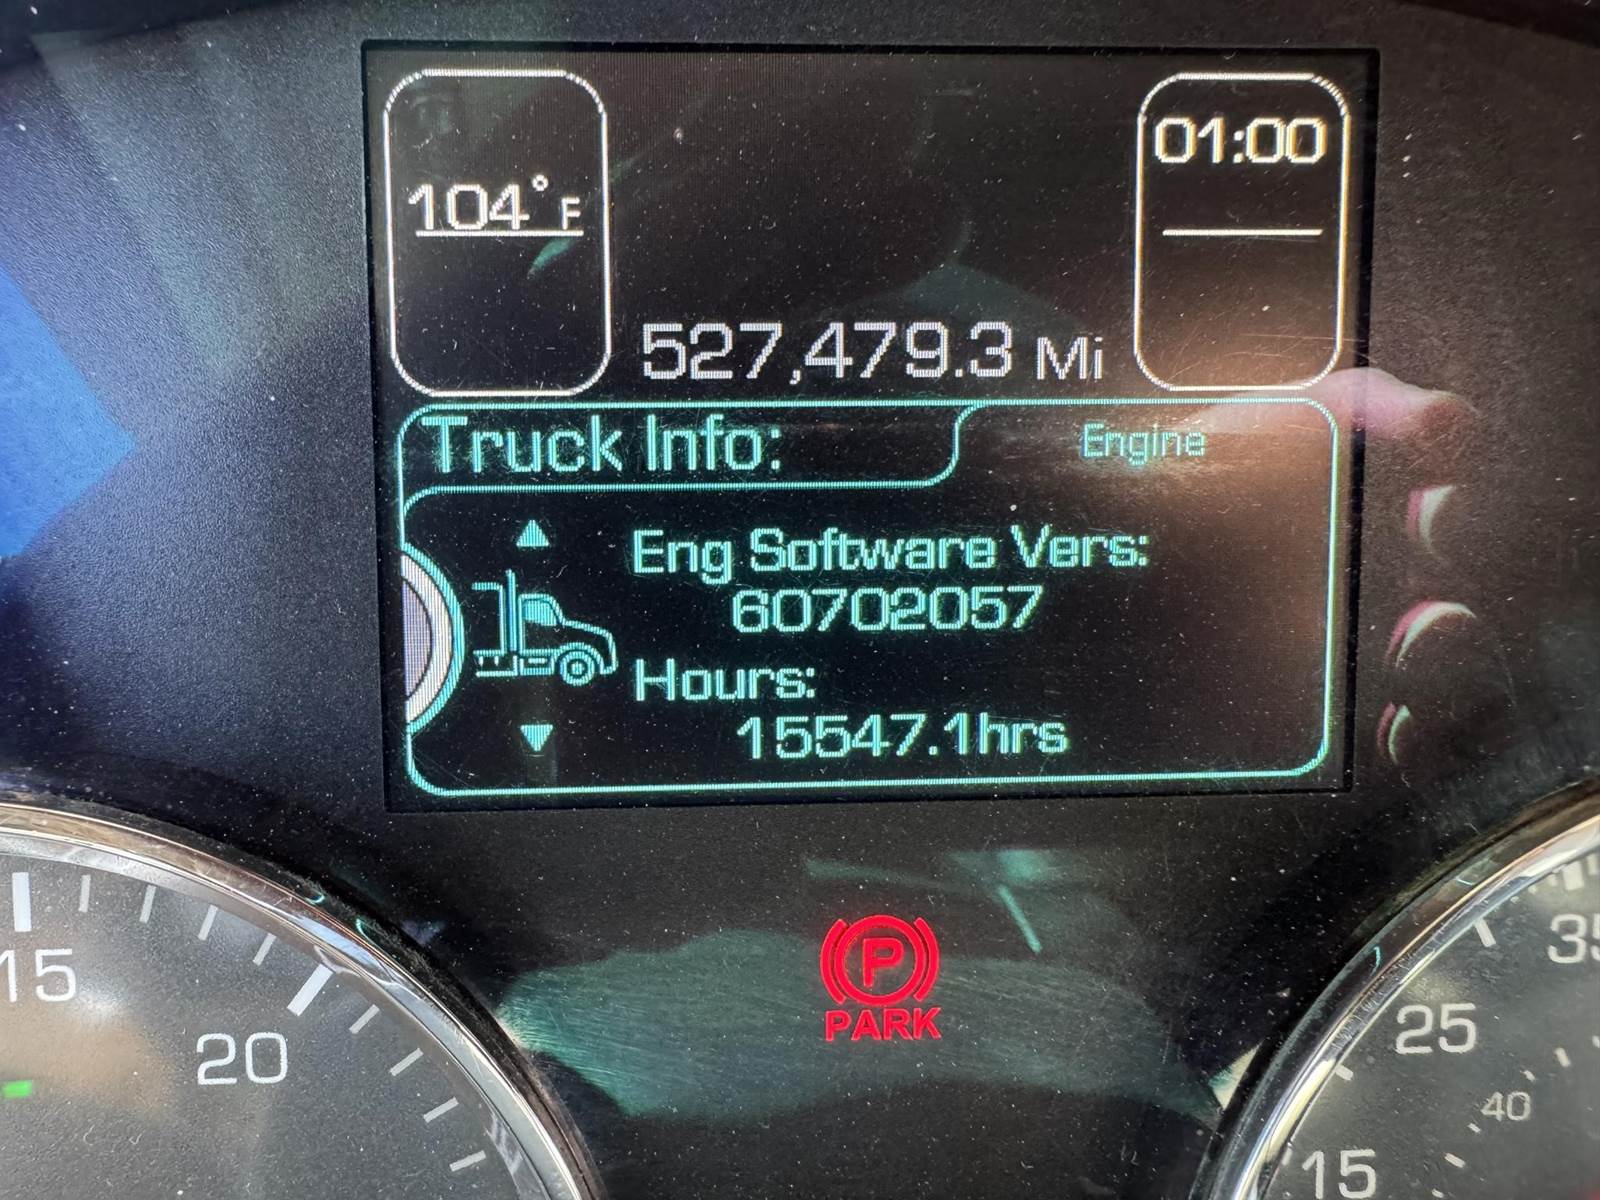 104°F
01:00
527,479.3 Mi
Truck Info:
Engine
Eng Software Vers:
60702057
Hours:
15547.1hrs
P
PARK
15
20
35
25
40
15